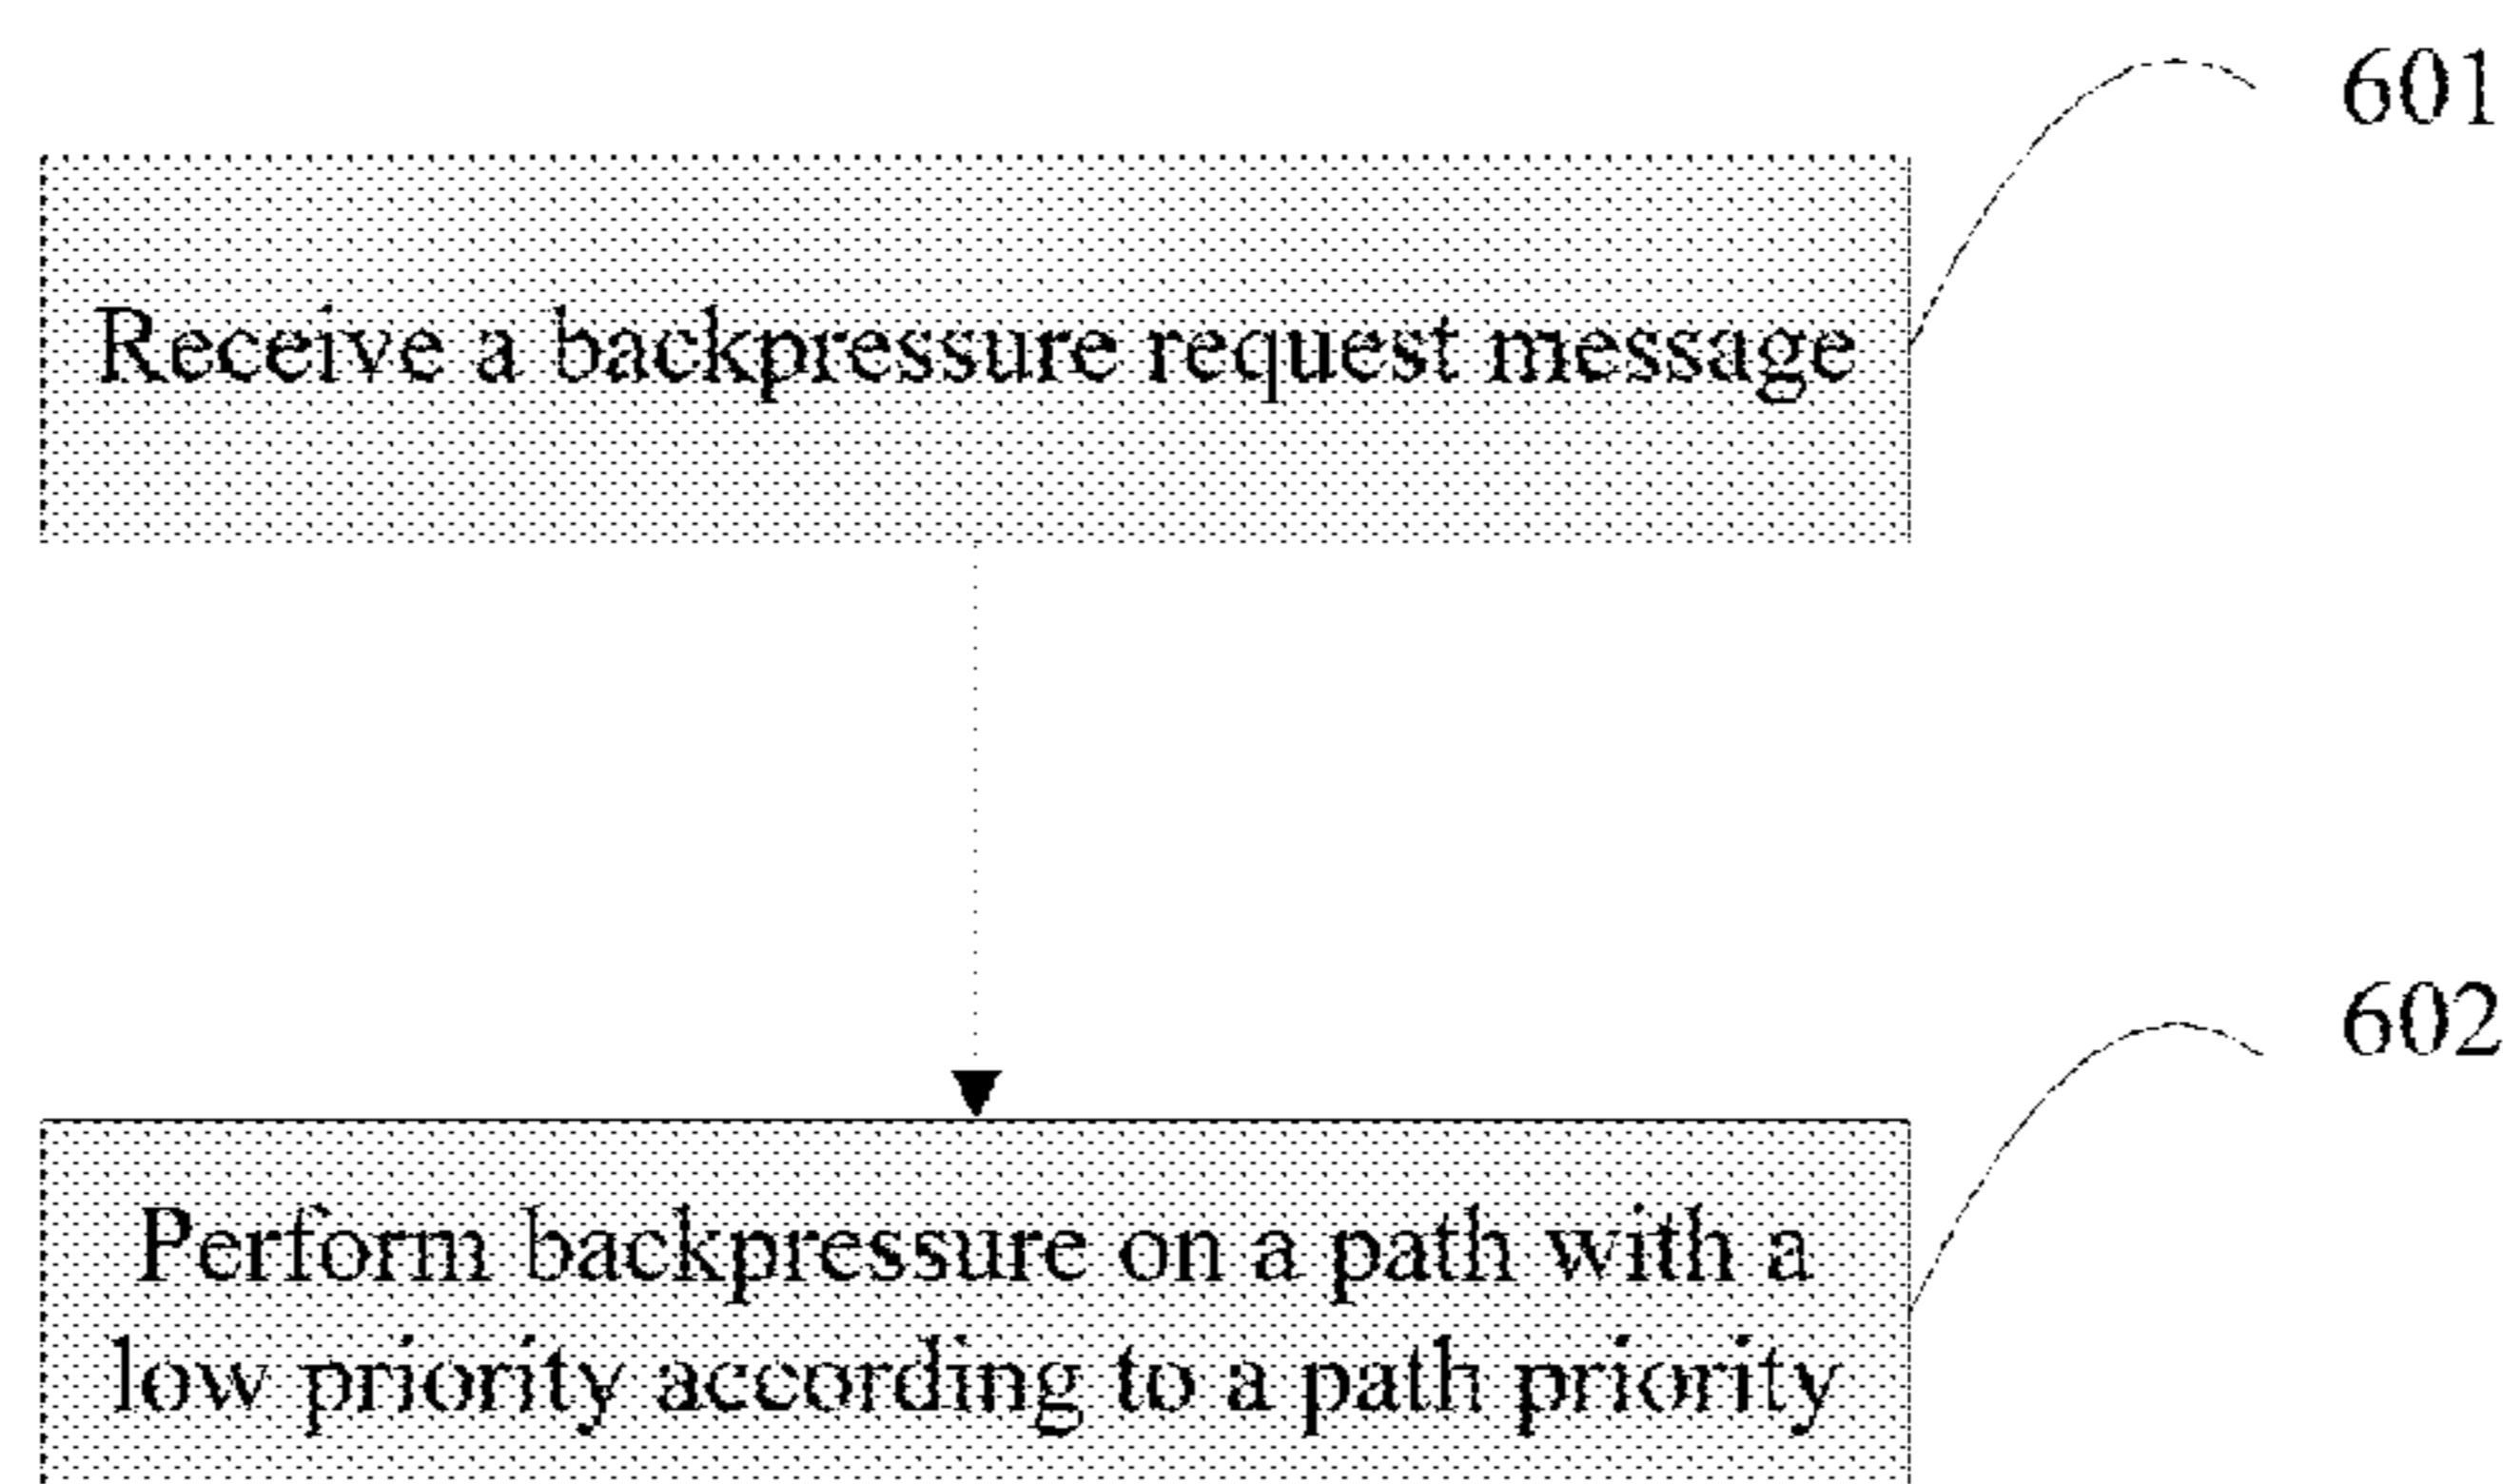 601
Receive a backpressure request message
602
Perform backpressure on a path with a
low priority according to a path priority